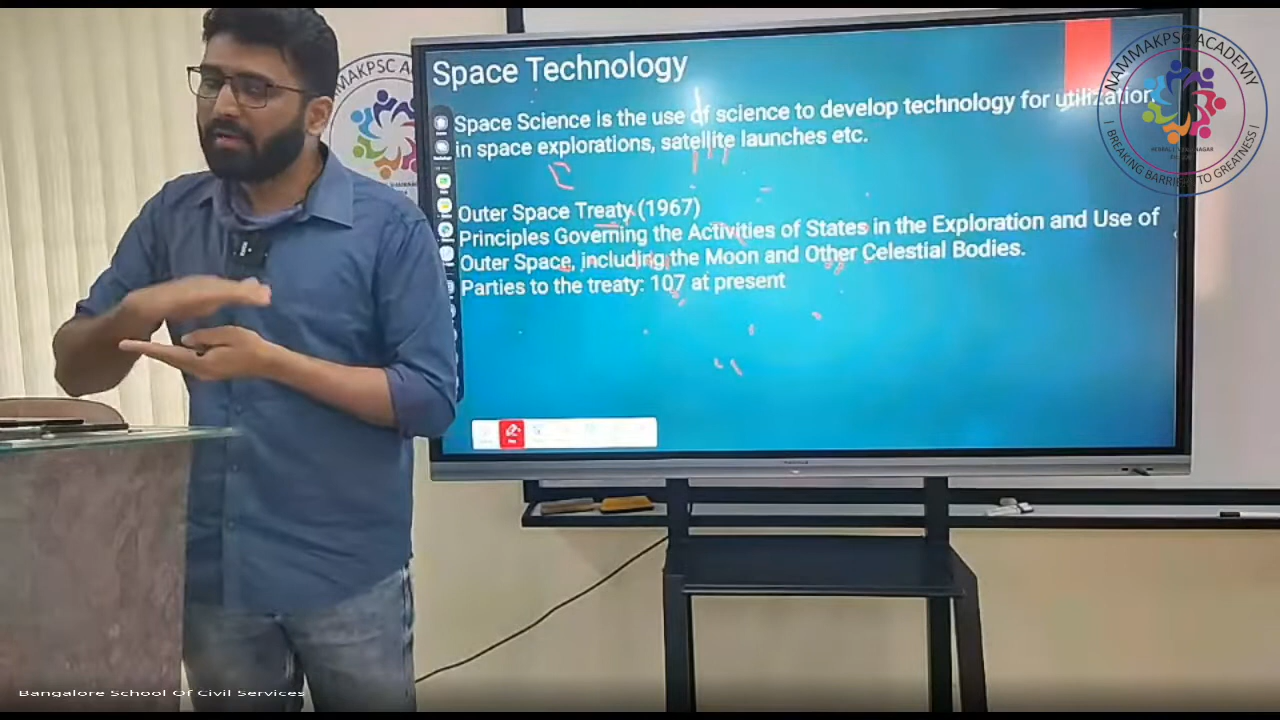 Space Technology
Space Science is the use of science to develop technology for utilization
in space explorations, satellite launches etc.
Outer Space Treaty (1967)
Principles Governing the Activities of States in the Exploration and Use of
Outer Space, including the Moon and Other Celestial Bodies.
Parties to the treaty: 107 at present
NAMMAKPSC ACADEMY
| BREAKING BARRIER TO GREATNESS |
Bangalore School Of Civil Services